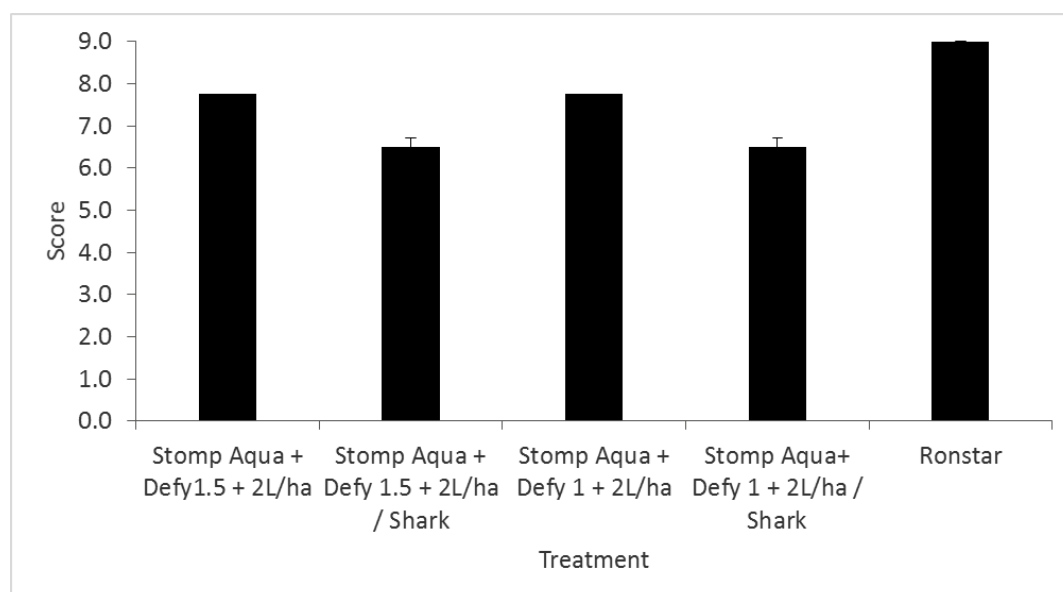 9.0
8.0
7.0
6.0
5.0
4.0
3.0
2.0
1.0
0.0
Score
Stomp Aqua +
Defy1.5 + 2L/ha
Stomp Aqua +
Defy 1.5 + 2L/ha
/ Shark
Stomp Aqua +
Defy 1 + 2L/ha
Stomp Aqua+
Defy 1 + 2L/ha /
Shark
Ronstar
Treatment